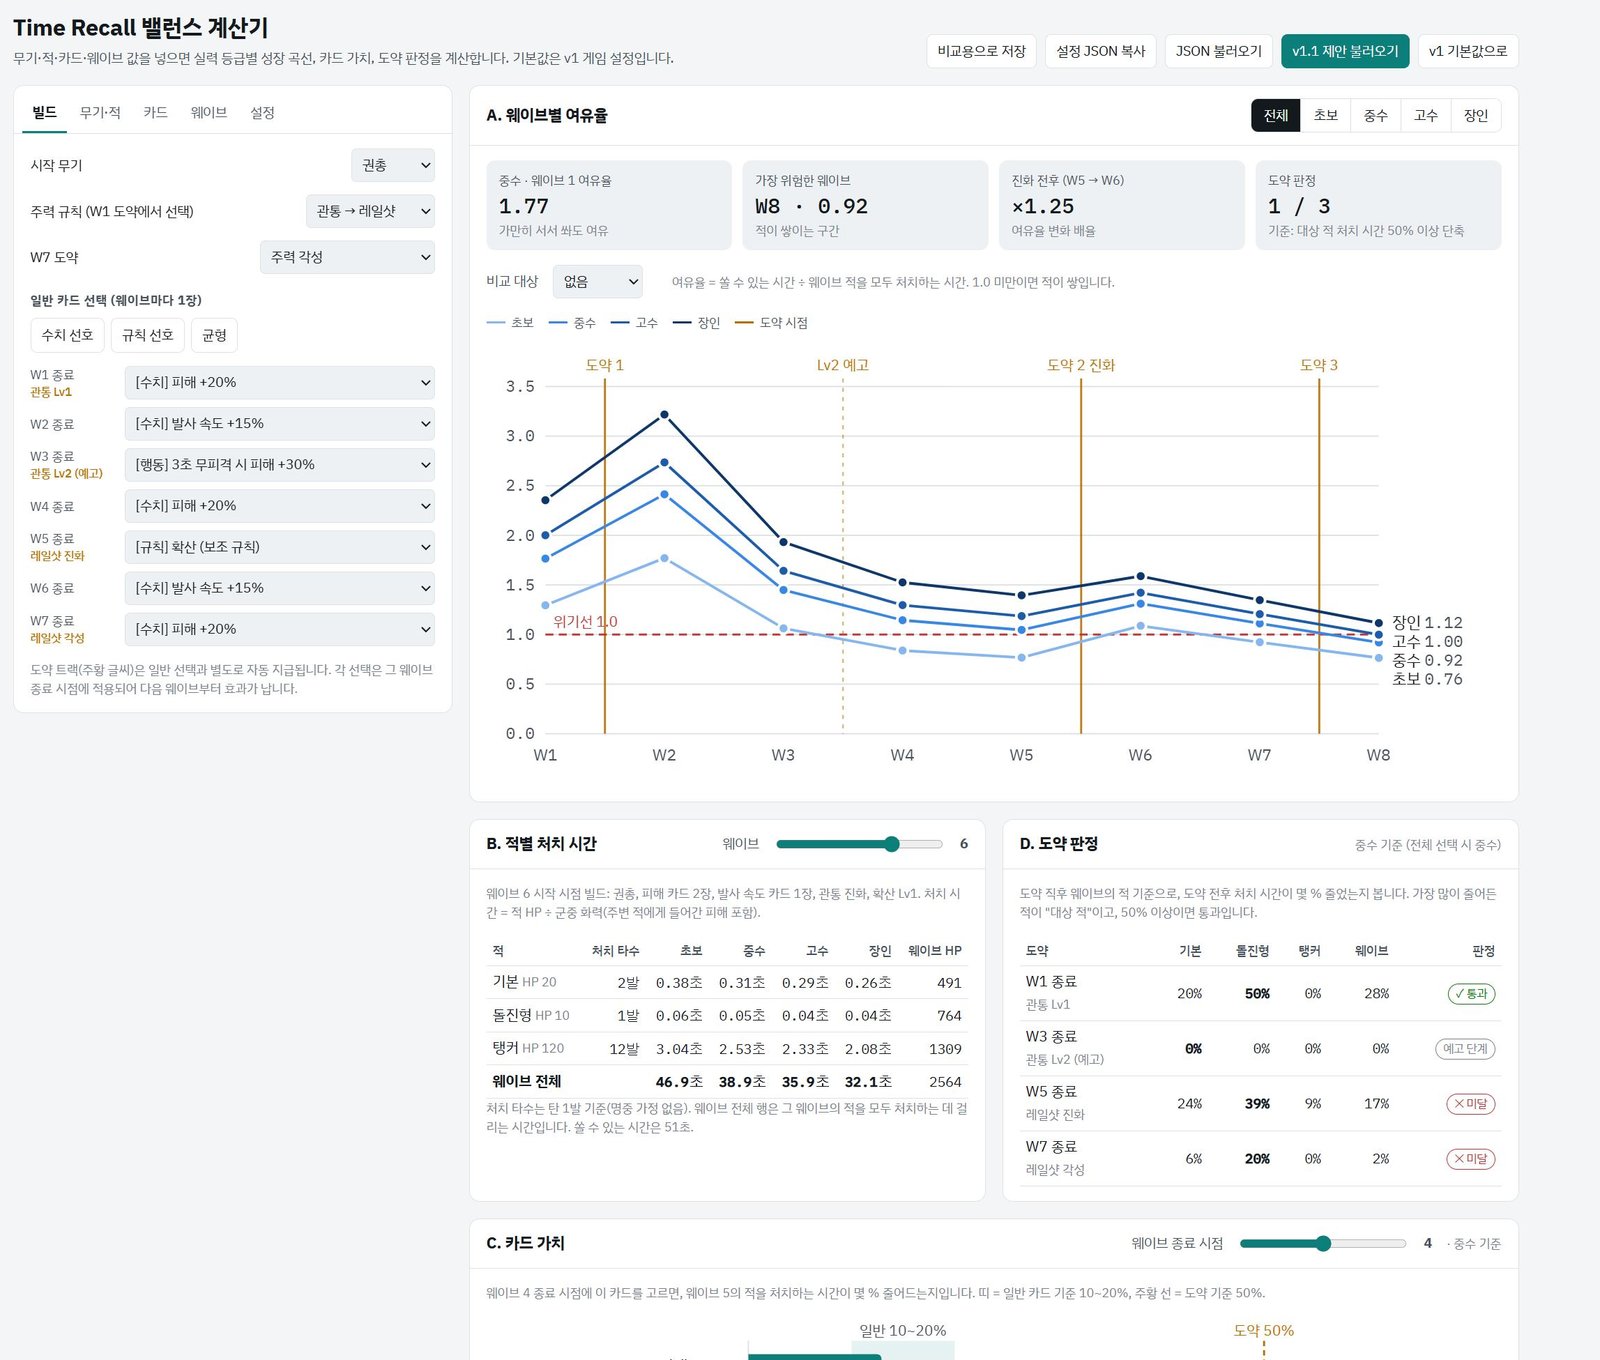 Time Recall 밸런스 계산기
무기·적·카드·웨이브 값을 넣으면 실력 등급별 성장 곡선, 카드 가치, 도약 판정을 계산합니다. 기본값은 v1 게임 설정입니다.
비교용으로 저장
설정 JSON 복사
JSON 불러오기
v1.1 제안 불러오기
v1 기본값으로
빌드 무기·적 카드 웨이브 설정
시작 무기 권총
주력 규칙 (W1 도약에서 선택) 관통 → 레일샷
W7 도약 주력 각성
일반 카드 선택 (웨이브마다 1장)
수치 선호 규칙 선호 균형
W1 종료
관통 Lv1
[수치] 피해 +20%
W2 종료 [수치] 발사 속도 +15%
W3 종료
관통 Lv2 (예고)
[행동] 3초 무피격 시 피해 +30%
W4 종료 [수치] 피해 +20%
W5 종료
레일샷 진화
[규칙] 확산 (보조 규칙)
W6 종료 [수치] 발사 속도 +15%
W7 종료
레일샷 각성
[수치] 피해 +20%
도약 트랙(주황 글씨)은 일반 선택과 별도로 자동 지급됩니다. 각 선택은 그 웨이브
종료 시점에 적용되어 다음 웨이브부터 효과가 납니다.
A. 웨이브별 여유율
전체 초보 중수 고수 장인
중수 · 웨이브 1 여유율
1.77
가만히 서서 쏴도 여유
가장 위험한 웨이브
W8 · 0.92
적이 쌓이는 구간
진화 전후 (W5 → W6)
×1.25
여유율 변화 배율
도약 판정
1 / 3
기준: 대상 적 처치 시간 50% 이상 단축
비교 대상 없음 여유율 = 쏠 수 있는 시간 ÷ 웨이브 적을 모두 처치하는 시간. 1.0 미만이면 적이 쌓입니다.
초보 중수 고수 장인 도약 시점
도약 1 Lv2 예고 도약 2 진화 도약 3
3.5
3.0
2.5
2.0
1.5
위기선 1.0
1.0
0.5
0.0
장인 1.12
고수 1.00
중수 0.92
초보 0.76
W1 W2 W3 W4 W5 W6 W7 W8
B. 적별 처치 시간 웨이브 6
웨이브 6 시작 시점 빌드: 권총, 피해 카드 2장, 발사 속도 카드 1장, 관통 진화, 확산 Lv1. 처치 시
간 = 적 HP ÷ 군중 화력(주변 적에게 들어간 피해 포함).
적 처치 타수 초보 중수 고수 장인 웨이브 HP
기본 HP 20 2발 0.38초 0.31초 0.29초 0.26초 491
돌진형 HP 10 1발 0.06초 0.05초 0.04초 0.04초 764
탱커 HP 120 12발 3.04초 2.53초 2.33초 2.08초 1309
웨이브 전체 46.9초 38.9초 35.9초 32.1초 2564
처치 타수는 탄 1발 기준(명중 가정 없음). 웨이브 전체 행은 그 웨이브의 적을 모두 처치하는 데 걸
리는 시간입니다. 쏠 수 있는 시간은 51초.
D. 도약 판정 중수 기준 (전체 선택 시 중수)
도약 직후 웨이브의 적 기준으로, 도약 전후 처치 시간이 몇 % 줄었는지 봅니다. 가장 많이 줄어든
적이 "대상 적"이고, 50% 이상이면 통과입니다.
도약 기본 돌진형 탱커 웨이브 판정
W1 종료
관통 Lv1
20% 50% 0% 28% ✓통과
W3 종료
관통 Lv2 (예고)
0% 0% 0% 0% 예고 단계
W5 종료
레일샷 진화
24% 39% 9% 17% ✕미달
W7 종료
레일샷 각성
6% 20% 0% 2% ✕미달
C. 카드 가치 웨이브 종료 시점 4 · 중수 기준
웨이브 4 종료 시점에 이 카드를 고르면, 웨이브 5의 적을 처치하는 시간이 몇 % 줄어드는지입니다. 띠 = 일반 카드 기준 10~20%, 주황 선 = 도약 기준 50%.
일반 10~20% 도약 50%